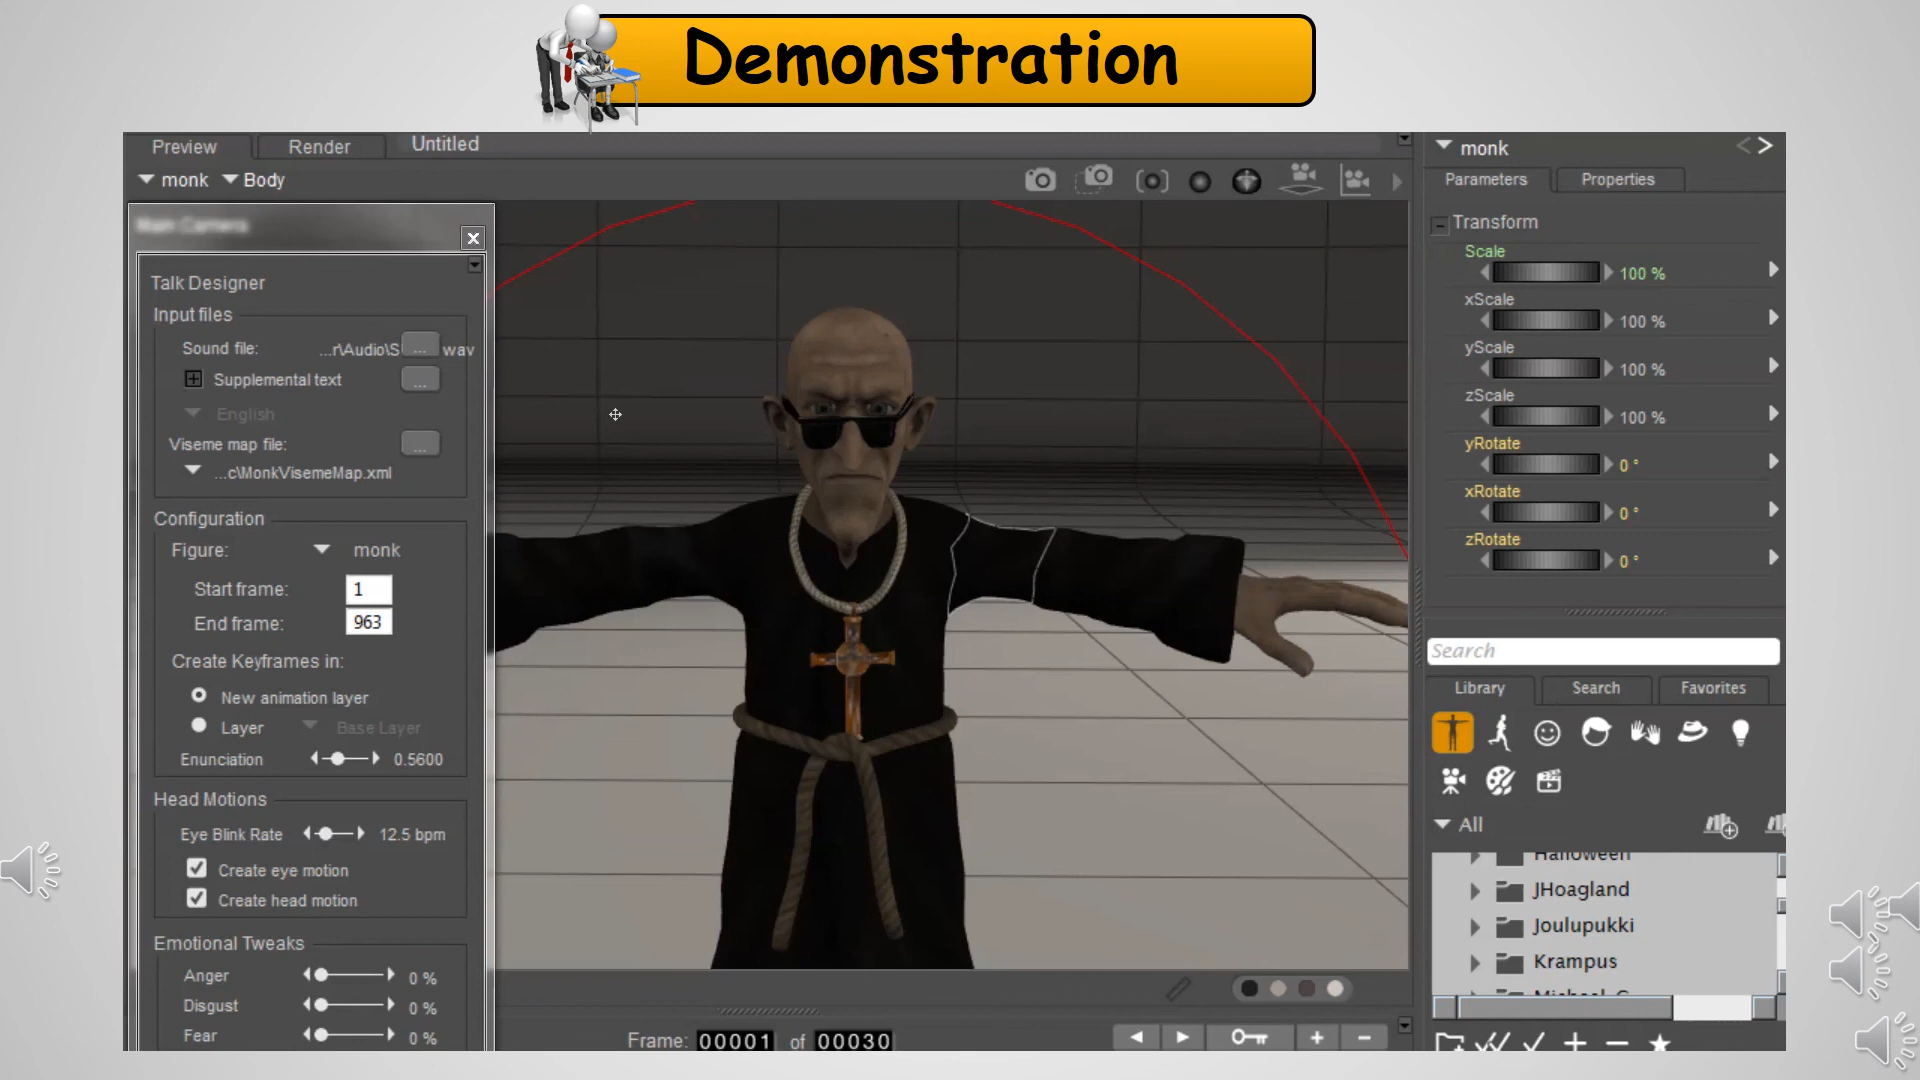 Demonstration
Preview
Render
Untitled
monk
Body
Main Camera
Talk Designer
Input files
Sound file:
...r\Audio\S
...
wav
Supplemental text
...
English
Viseme map file:
...
...c\MonkVisemeMap.xml
Configuration
Figure:
monk
Start frame:
1
End frame:
963
Create Keyframes in:
New animation layer
Layer
Base Layer
Enunciation
0.5600
Head Motions
Eye Blink Rate
12.5 bpm
Create eye motion
Create head motion
Emotional Tweaks
Anger
0 %
Disgust
0 %
Fear
0 %
Frame:
00001
of
00030
monk
Parameters
Properties
Transform
Scale
100 %
xScale
100 %
yScale
100 %
zScale
100 %
yRotate
0 °
xRotate
0 °
zRotate
0 °
Search
Library
Search
Favorites
All
Halloween
JHoagland
Joulupukki
Krampus